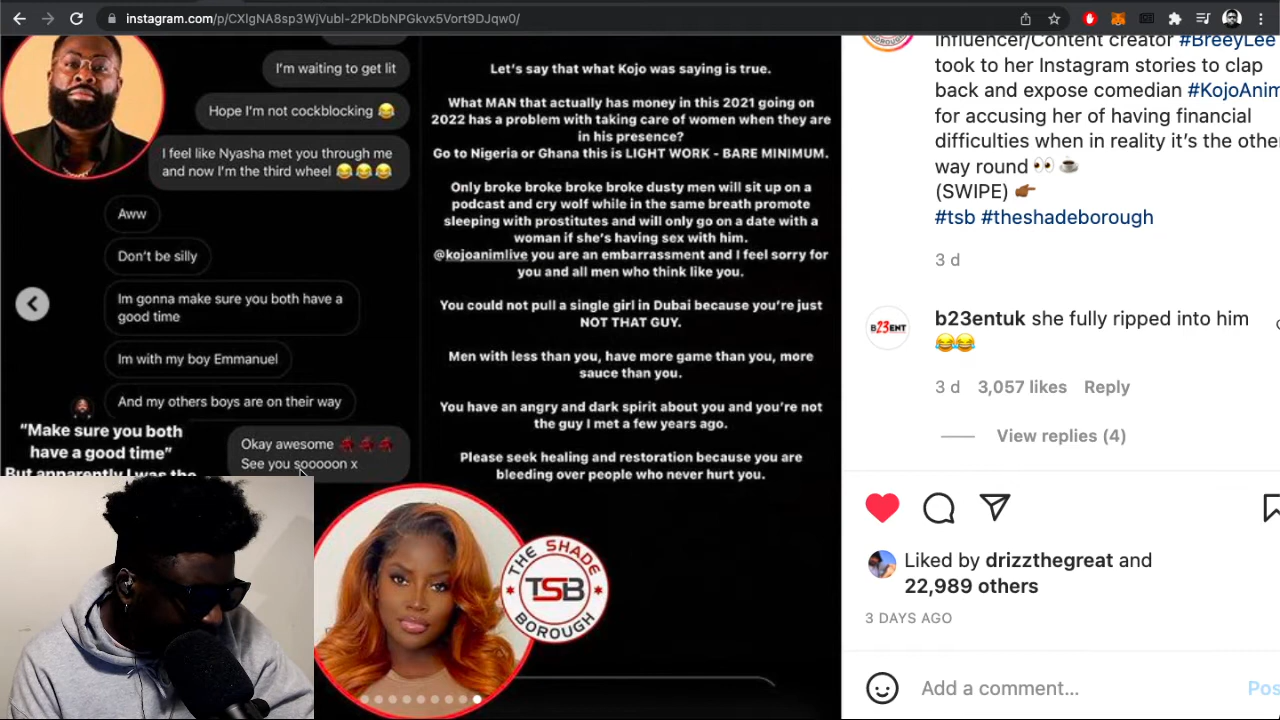 instagram.com/p/CXIgNA8sp3WjVubI-2PkDbNPGkvx5Vort9DJqw0/
I'm waiting to get lit
Hope I'm not cockblocking 😂
I feel like Nyasha met you through me
and now I'm the third wheel 😂😂😂
Aww
Don't be silly
Im gonna make sure you both have a
good time
Im with my boy Emmanuel
And my others boys are on their way
"Make sure you both
have a good time"
But apparently I was the
Okay awesome 💃🏿💃🏿💃🏿
See you sooooon x
Let's say that what Kojo was saying is true.
What MAN that actually has money in this 2021 going on
2022 has a problem with taking care of women when they are
in his presence?
Go to Nigeria or Ghana this is LIGHT WORK - BARE MINIMUM.
Only broke broke broke broke dusty men will sit up on a
podcast and cry wolf while in the same breath promote
sleeping with prostitutes and will only go on a date with a
woman if she's having sex with him.
@kojoanimlive you are an embarrassment and I feel sorry for
you and all men who think like you.
You could not pull a single girl in Dubai because you're just
NOT THAT GUY.
Men with less than you, have more game than you, more
sauce than you.
You have an angry and dark spirit about you and you're not
the guy I met a few years ago.
Please seek healing and restoration because you are
bleeding over people who never hurt you.
THE SHADE
TSB
BOROUGH
Influencer/Content creator #BreeyLee
took to her Instagram stories to clap
back and expose comedian #KojoAnim
for accusing her of having financial
difficulties when in reality it's the other
way round 👀 ☕
(SWIPE) 👉🏾
#tsb #theshadeborough
3 d
B23ENT
b23entuk she fully ripped into him
😂😂
3 d 3,057 likes Reply
View replies (4)
Liked by drizzthegreat and
22,989 others
3 DAYS AGO
Add a comment...
Pos